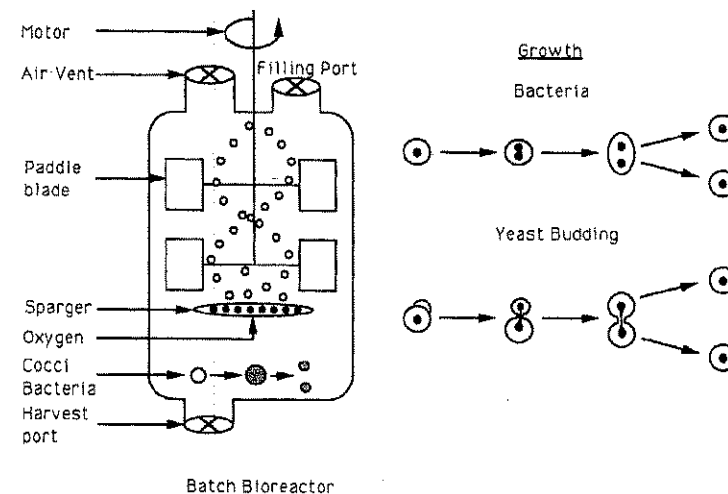 Motor
Air Vent
Filling Port
Paddle
blade
Sparger
Oxygen
Cocci
Bacteria
Harvest
port
Batch Bioreactor
Growth
Bacteria
Yeast Budding